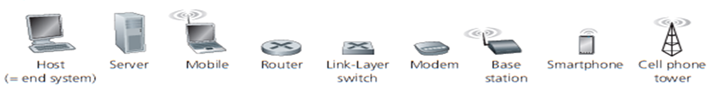 Host
(= end system)
Server
Mobile
Router
Link-Layer
switch
Modem
Base
station
Smartphone
Cell phone
tower